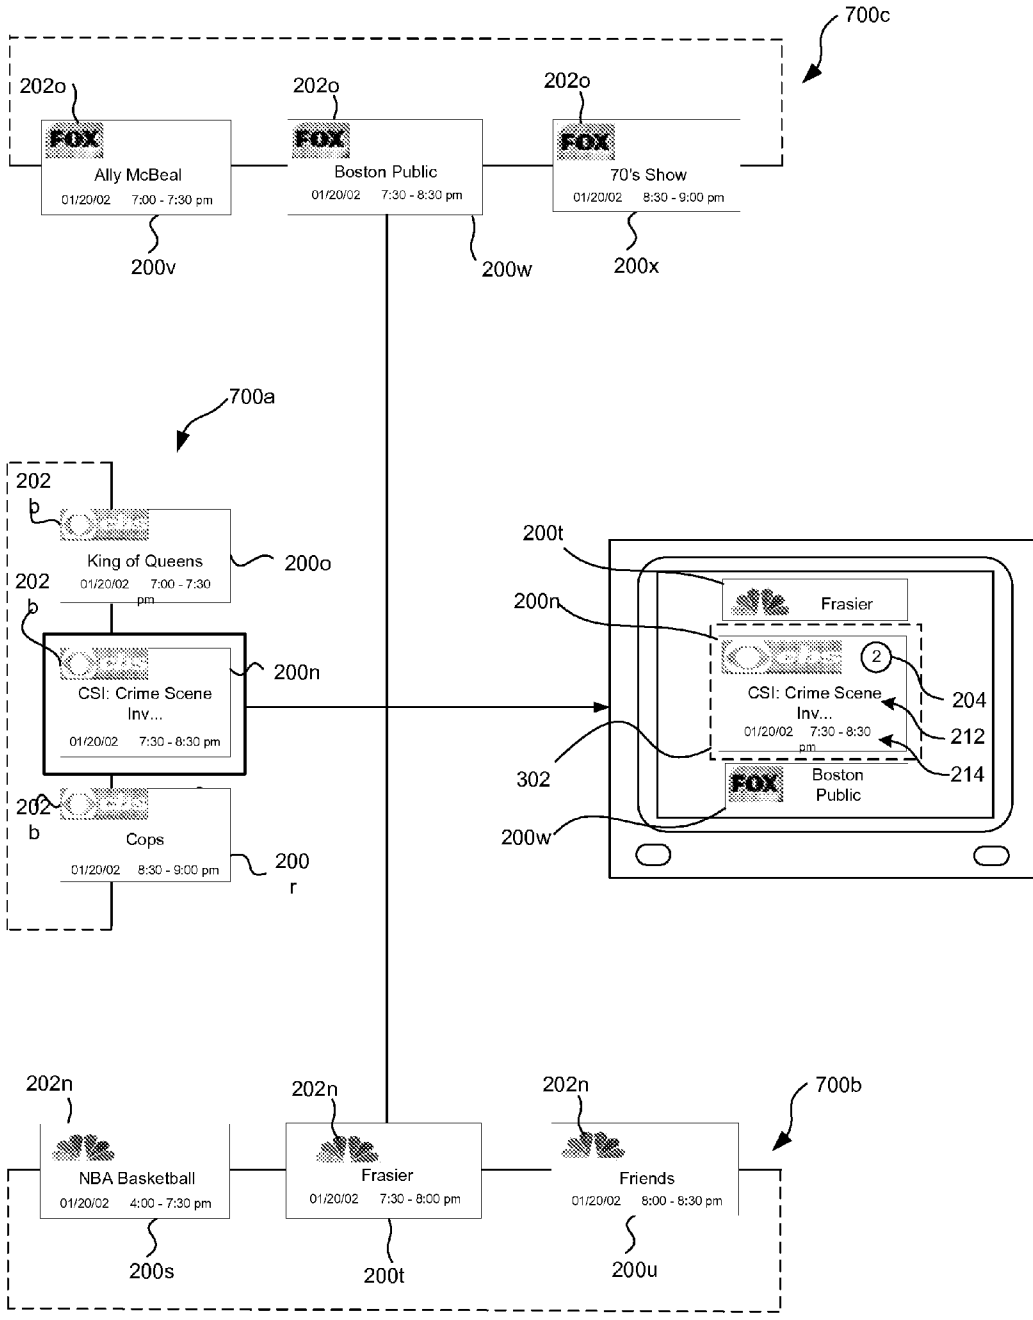 700c
202o
202o
202o
FOX
FOX
FOX
Ally McBeal
Boston Public
70's Show
01/20/02 7:00 - 7:30 pm
01/20/02 7:30 - 8:30 pm
01/20/02 8:30 - 9:00 pm
200v
200w
200x
700a
202
b
cbs
King of Queens
01/20/02 7:00 - 7:30
pm
200o
202
b
cbs
CSI: Crime Scene
Inv...
01/20/02 7:30 - 8:30 pm
200n
202
b
cbs
Cops
01/20/02 8:30 - 9:00 pm
200
r
200t
Frasier
200n
cbs
2
204
CSI: Crime Scene
Inv...
212
01/20/02 7:30 - 8:30
pm
214
302
FOX
Boston
Public
200w
700b
202n
202n
202n
NBA Basketball
Frasier
Friends
01/20/02 4:00 - 7:30 pm
01/20/02 7:30 - 8:00 pm
01/20/02 8:00 - 8:30 pm
200s
200t
200u